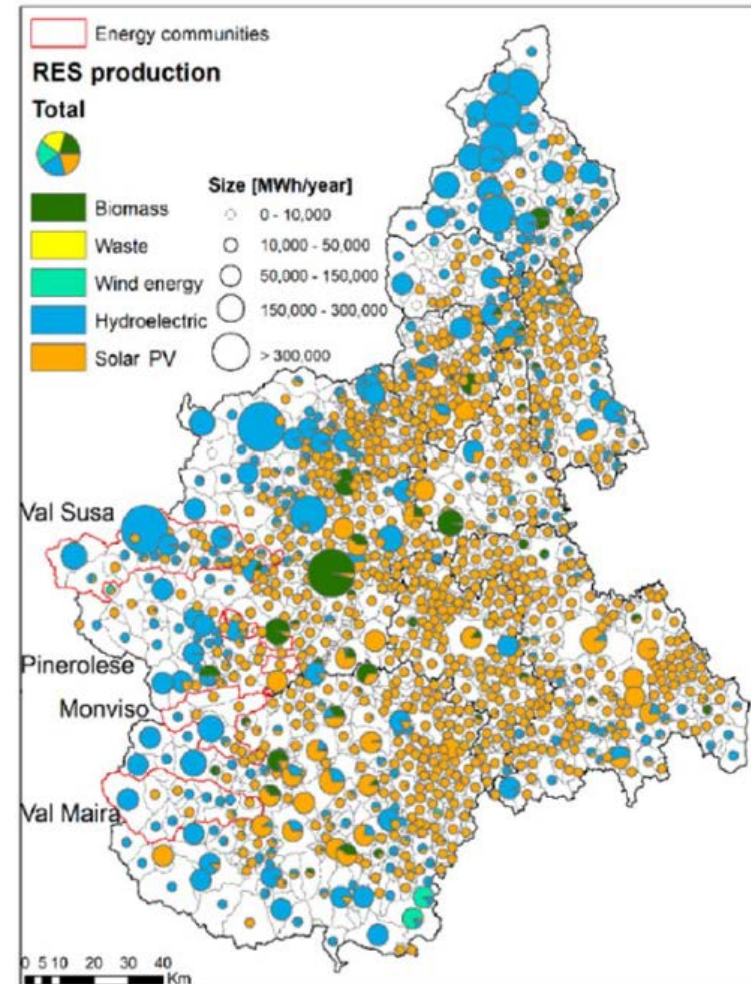 Energy communities
RES production
Total
Size [MWh/year]
Biomass
0 - 10,000
Waste
10,000 - 50,000
Wind energy
50,000 - 150,000
Hydroelectric
150,000 - 300,000
Solar PV
> 300,000
Val Susa
Pinerolese
Monviso
Val Maira
0 5 10 20 30 40
Km